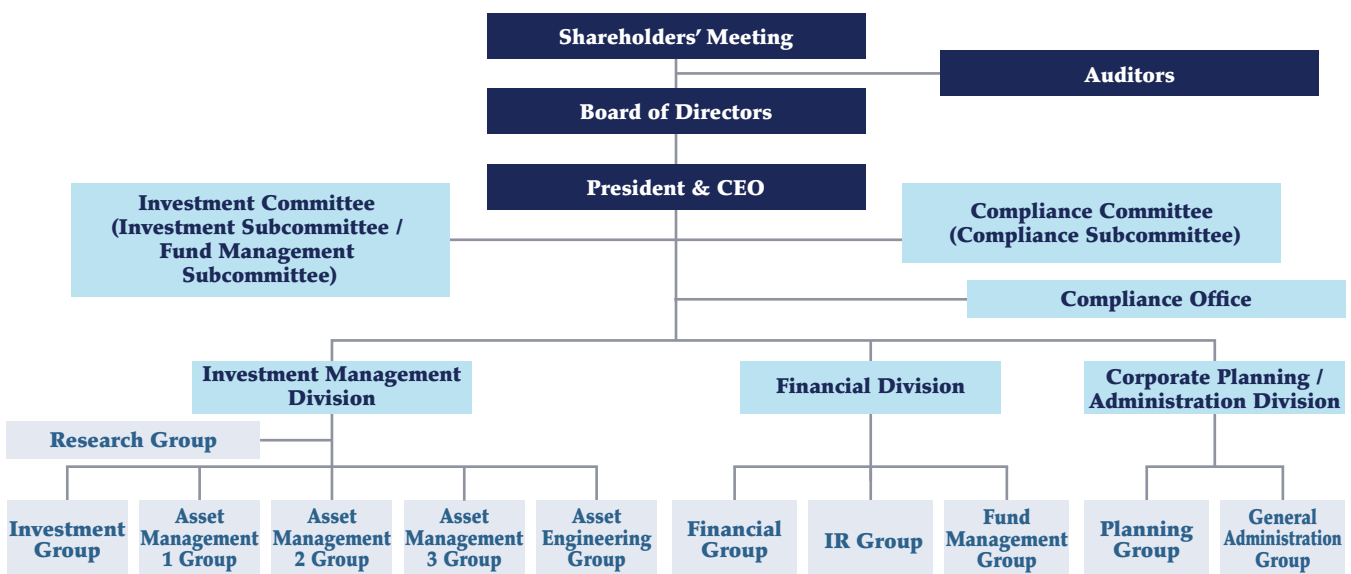 Shareholders’ Meeting
Auditors
Board of Directors
President & CEO
Investment Committee
(Investment Subcommittee /
Fund Management
Subcommittee)
Compliance Committee
(Compliance Subcommittee)
Compliance Office
Investment Management
Division
Financial Division
Corporate Planning /
Administration Division
Research Group
Investment
Group
Asset
Management
1 Group
Asset
Management
2 Group
Asset
Management
3 Group
Asset
Engineering
Group
Financial
Group
IR Group
Fund
Management
Group
Planning
Group
General
Administration
Group